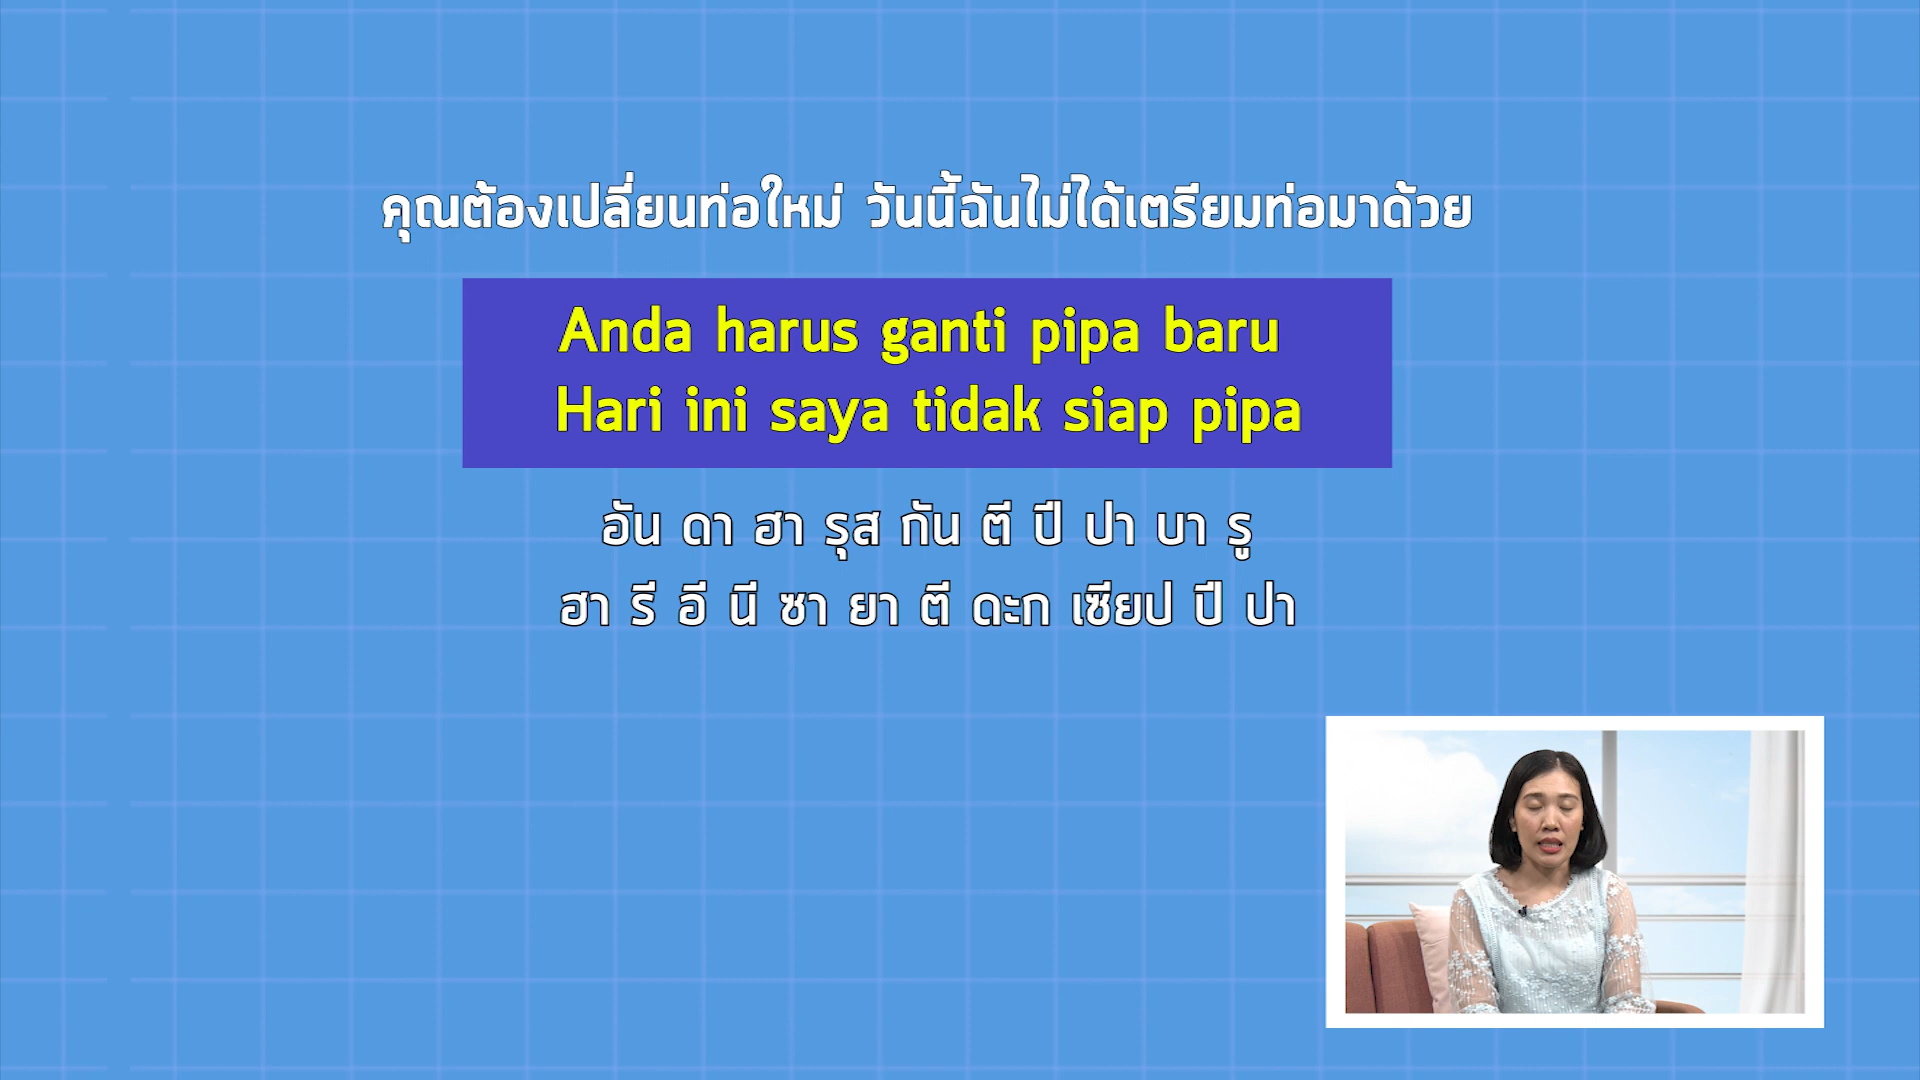 คุณต้องเปลี่ยนท่อใหม่ วันนี้ฉันไม่ได้เตรียมท่อมาด้วย
Anda harus ganti pipa baru
Hari ini saya tidak siap pipa
อัน ดา ฮา รุส กัน ตี ปี ปา บา รู
ฮา รี อี นี ซา ยา ตี ดะก เซียป ปี ปา